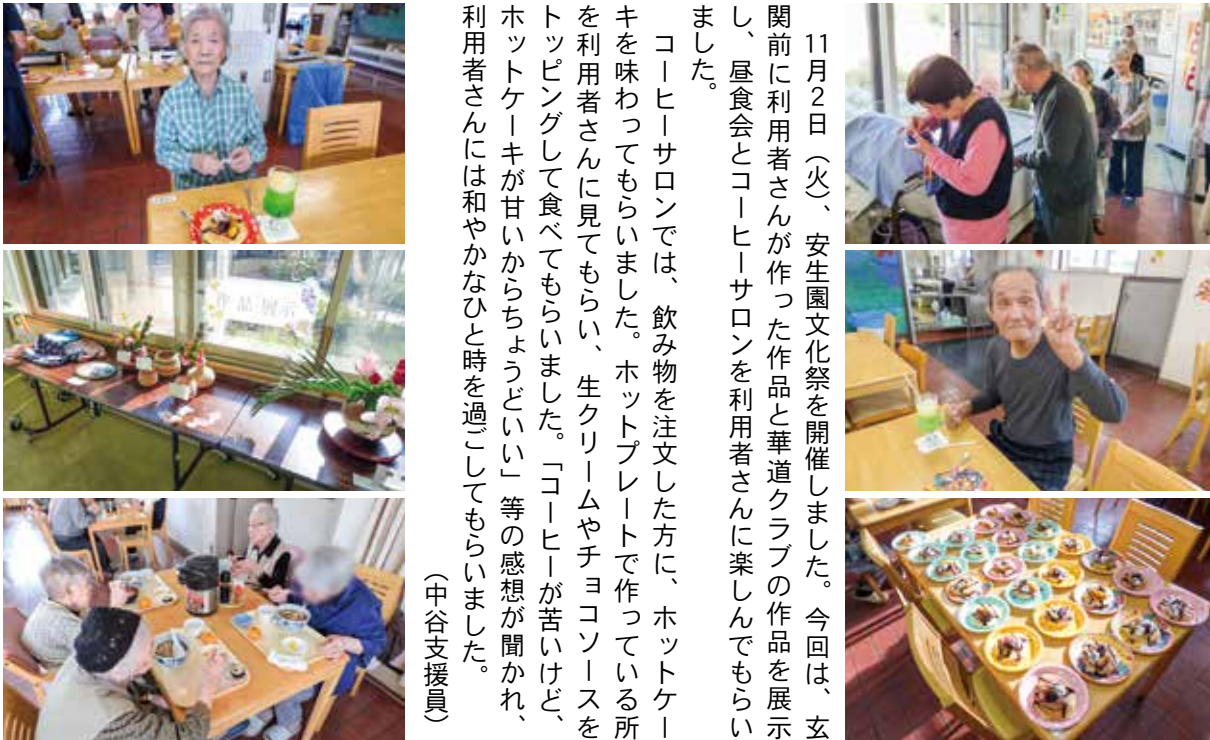 11月2日（火）、安生園文化祭を開催しました。今回は、玄
関前に利用者さんが作った作品と華道クラブの作品を展示
し、昼食会とコーヒーサロンを利用者さんに楽しんでもらい
ました。
コーヒーサロンでは、飲み物を注文した方に、ホットケー
キを味わってもらいました。ホットプレートで作っている所
を利用者さんに見てもらい、生クリームやチョコソースを
トッピングして食べてもらいました。「コーヒーが苦いけど、
ホットケーキが甘いからちょうどいい」等の感想が聞かれ、
利用者さんには和やかなひと時を過ごしてもらいました。
（中谷支援員）
作品展示